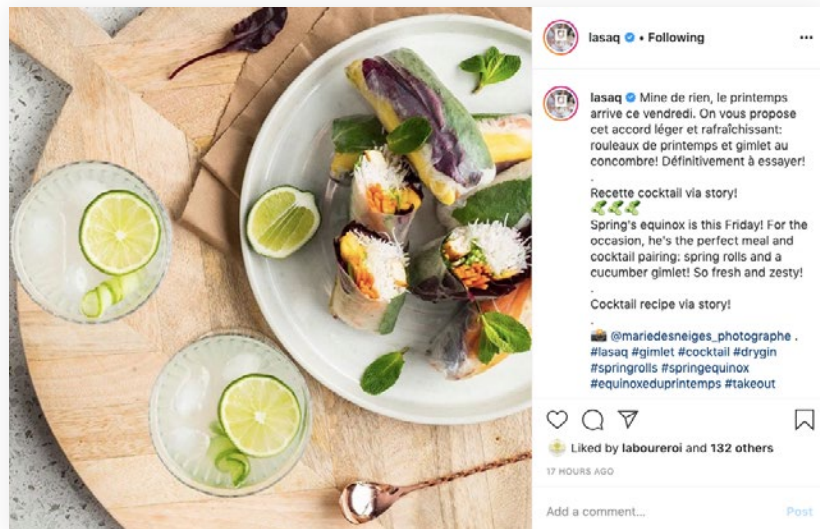 lasaq • Following
lasaq Mine de rien, le printemps
arrive ce vendredi. On vous propose
cet accord léger et rafraîchissant:
rouleaux de printemps et gimlet au
concombre! Définitivement à essayer!
.
Recette cocktail via story!
🌶🌶🌶
Spring's equinox is this Friday! For the
occasion, he's the perfect meal and
cocktail pairing: spring rolls and a
cucumber gimlet! So fresh and zesty!
.
Cocktail recipe via story!
.
📸 @mariedesneiges_photographe .
#lasaq #gimlet #cocktail #drygin
#springrolls #springequinox
#equinoxeduprintemps #takeout
Liked by laboureroi and 132 others
17 HOURS AGO
Add a comment...
Post